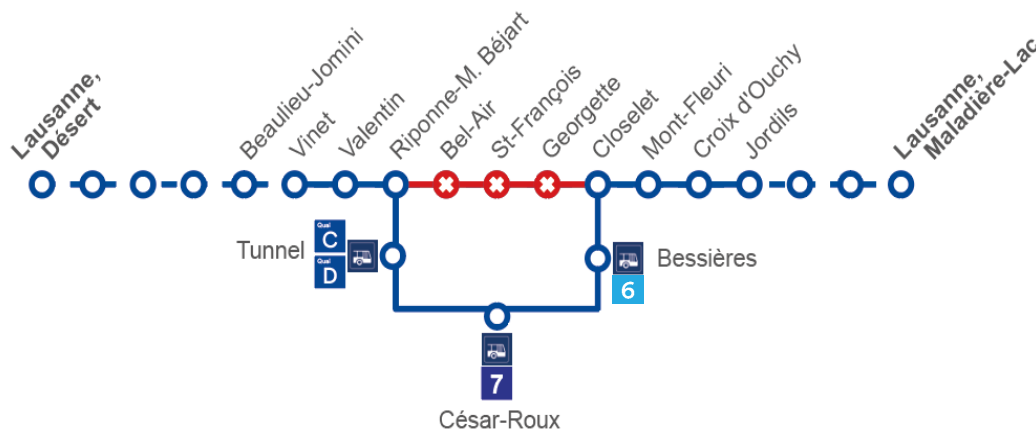 Lausanne,
Désert
Beaulieu-Jomini
Vinet
Valentin
Riponne-M. Béjart
Bel-Air
St-François
Georgette
Closelet
Mont-Fleuri
Croix d'Ouchy
Jordils
Lausanne,
Maladière-Lac
Tunnel
Quai
C
Quai
D
Bessières
6
7
César-Roux